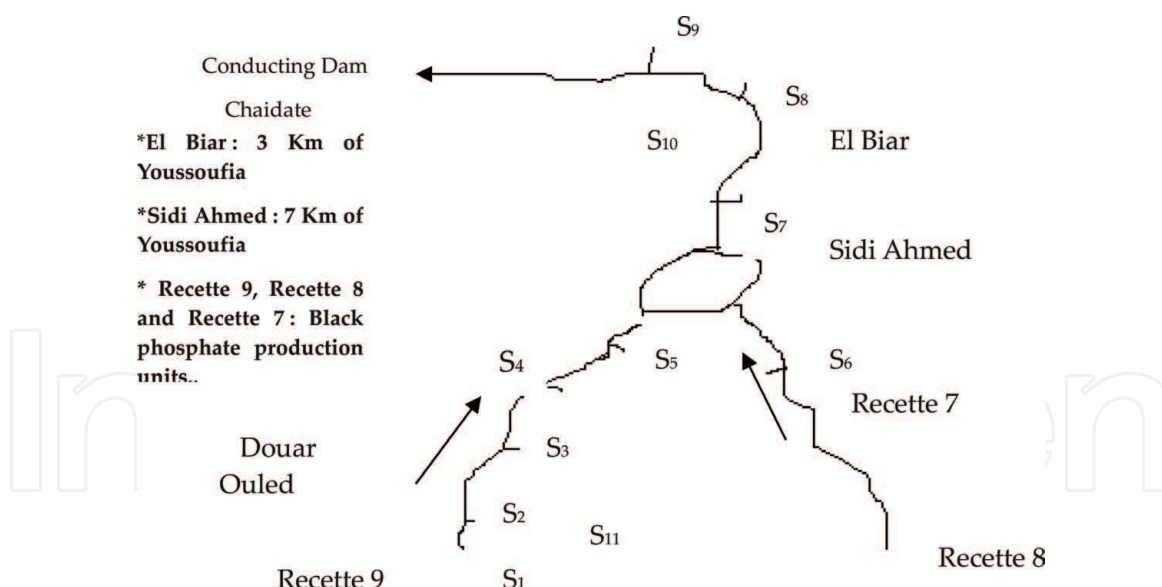 S9
Conducting Dam
Chaidate
S8
*El Biar : 3 Km of
Youssoufia
S10
El Biar
*Sidi Ahmed : 7 Km of
Youssoufia
S7
Sidi Ahmed
* Recette 9, Recette 8
and Recette 7 : Black
phosphate production
units..
S4
S5
S6
Recette 7
Douar
Ouled
S3
S2
S11
Recette 9
S1
Recette 8